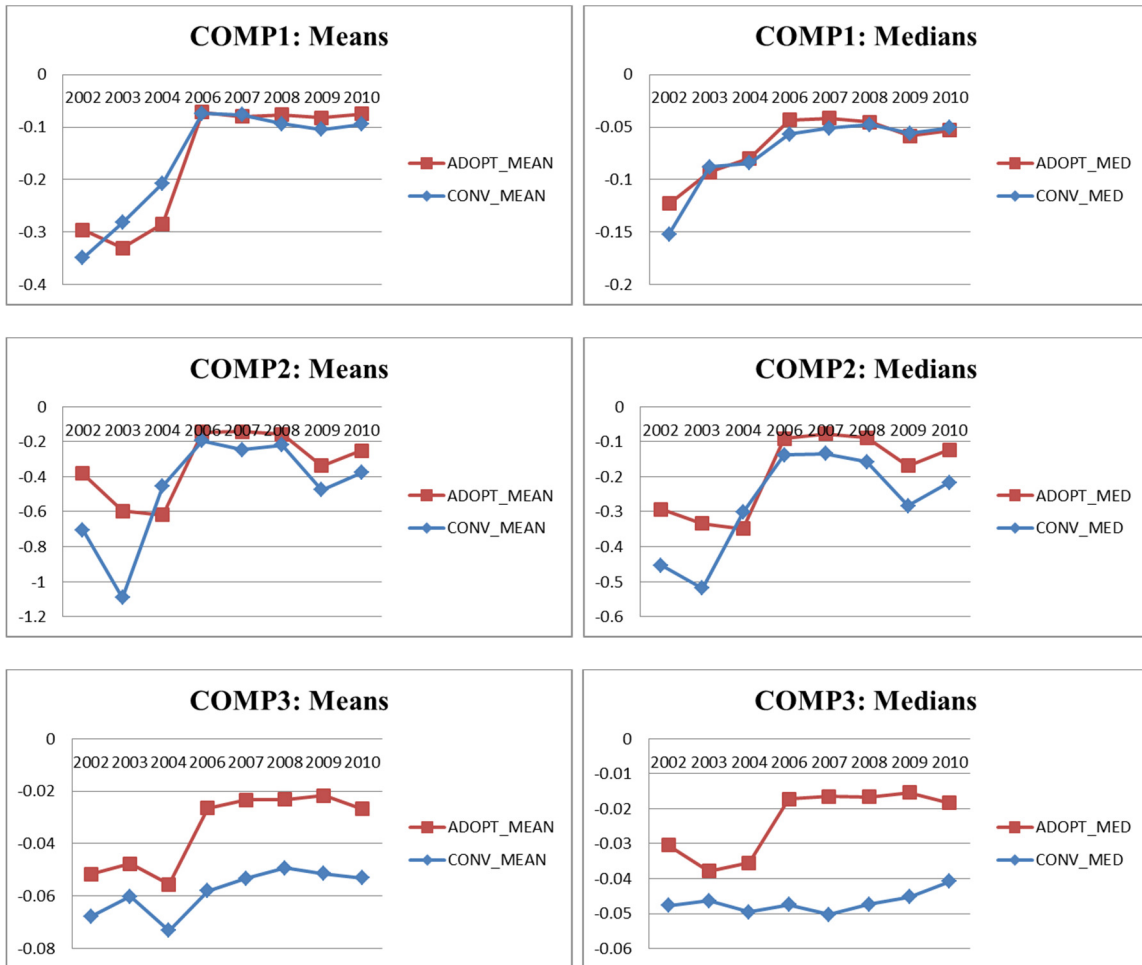 COMP1: Means
0
2002 2003 2004 2006 2007 2008 2009 2010
-0.1
-0.2
-0.3
-0.4
ADOPT_MEAN
CONV_MEAN
COMP1: Medians
0
2002 2003 2004 2006 2007 2008 2009 2010
-0.05
-0.1
-0.15
-0.2
ADOPT_MED
CONV_MED
COMP2: Means
0
2002 2003 2004 2006 2007 2008 2009 2010
-0.2
-0.4
-0.6
-0.8
-1
-1.2
ADOPT_MEAN
CONV_MEAN
COMP2: Medians
0
2002 2003 2004 2006 2007 2008 2009 2010
-0.1
-0.2
-0.3
-0.4
-0.5
-0.6
ADOPT_MED
CONV_MED
COMP3: Means
0
2002 2003 2004 2006 2007 2008 2009 2010
-0.02
-0.04
-0.06
-0.08
ADOPT_MEAN
CONV_MEAN
COMP3: Medians
0
2002 2003 2004 2006 2007 2008 2009 2010
-0.01
-0.02
-0.03
-0.04
-0.05
-0.06
ADOPT_MED
CONV_MED